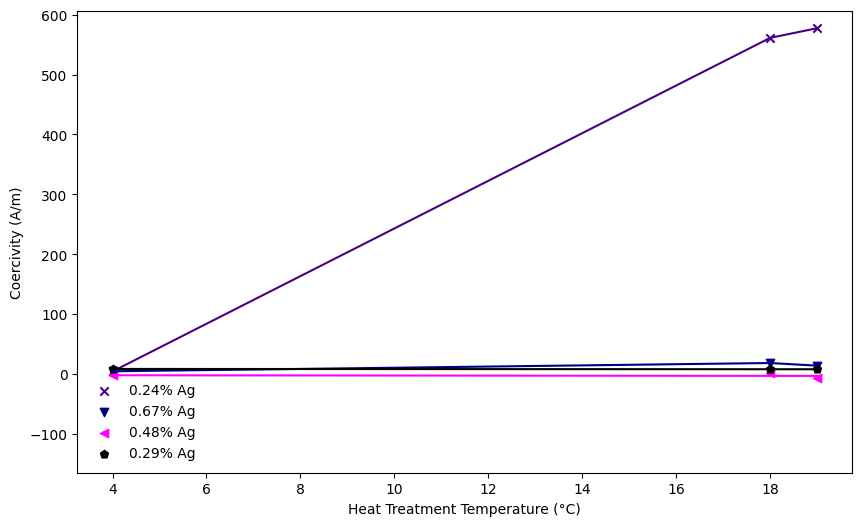 600
500
400
300
200
100
0
−100
Coercivity (A/m)
0.24% Ag
0.67% Ag
0.48% Ag
0.29% Ag
4 6 8 10 12 14 16 18
Heat Treatment Temperature (°C)